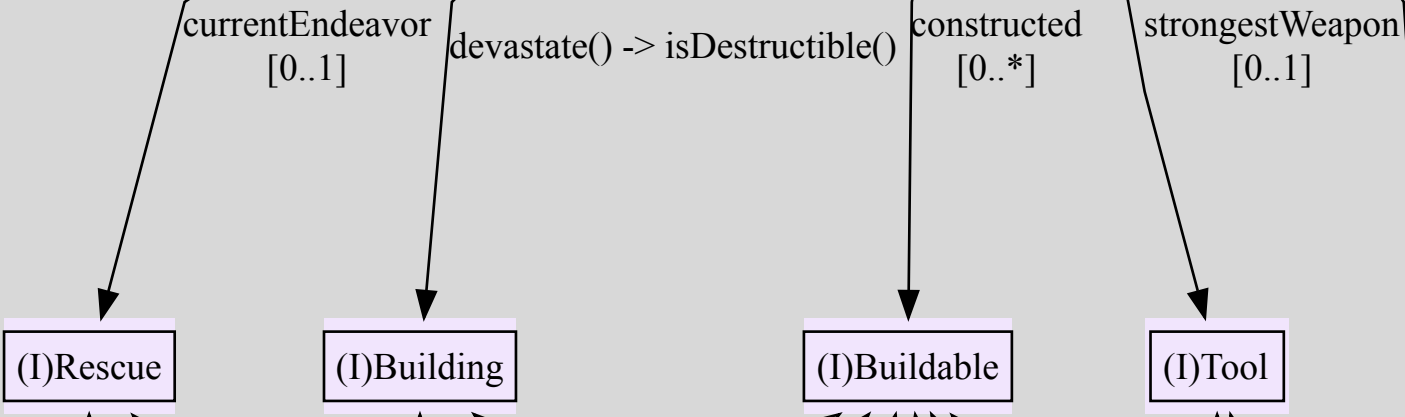 currentEndeavor
[0..1]
devastate() -> isDestructible()
constructed
[0..*]
strongestWeapon
[0..1]
(I)Rescue
(I)Building
(I)Buildable
(I)Tool